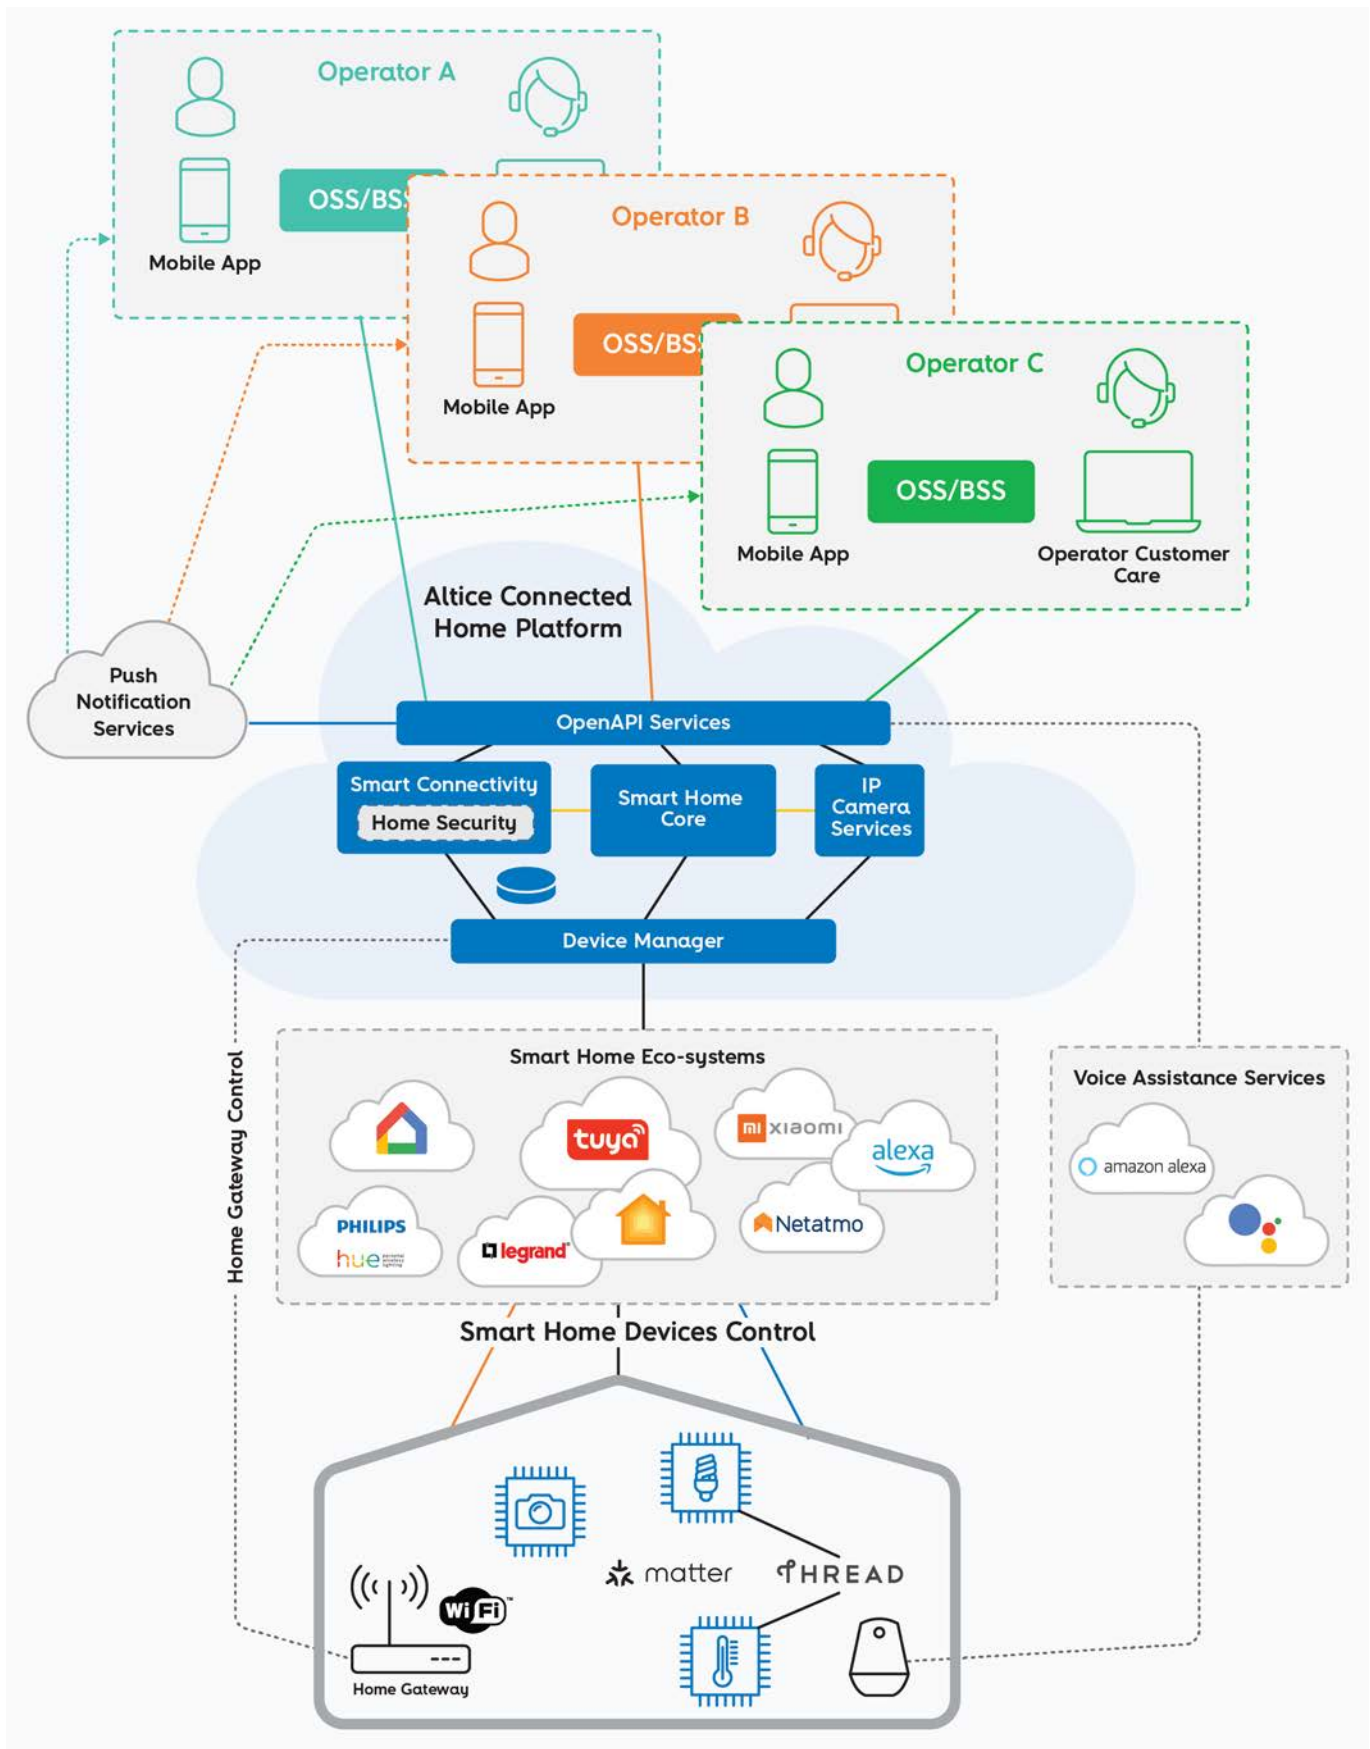 Operator A
OSS/BS
Mobile App
Operator B
OSS/BS
Mobile App
Operator C
OSS/BSS
Mobile App
Operator Customer
Care
Altice Connected
Home Platform
Push
Notification
Services
OpenAPI Services
Smart Connectivity
Home Security
Smart Home
Core
IP
Camera
Services
Device Manager
Home Gateway Control
Smart Home Eco-systems
tuya
mi xiaomi
alexa
PHILIPS
hue
legrand
Netatmo
Voice Assistance Services
amazon alexa
Smart Home Devices Control
matter
THREAD
Wi Fi
Home Gateway